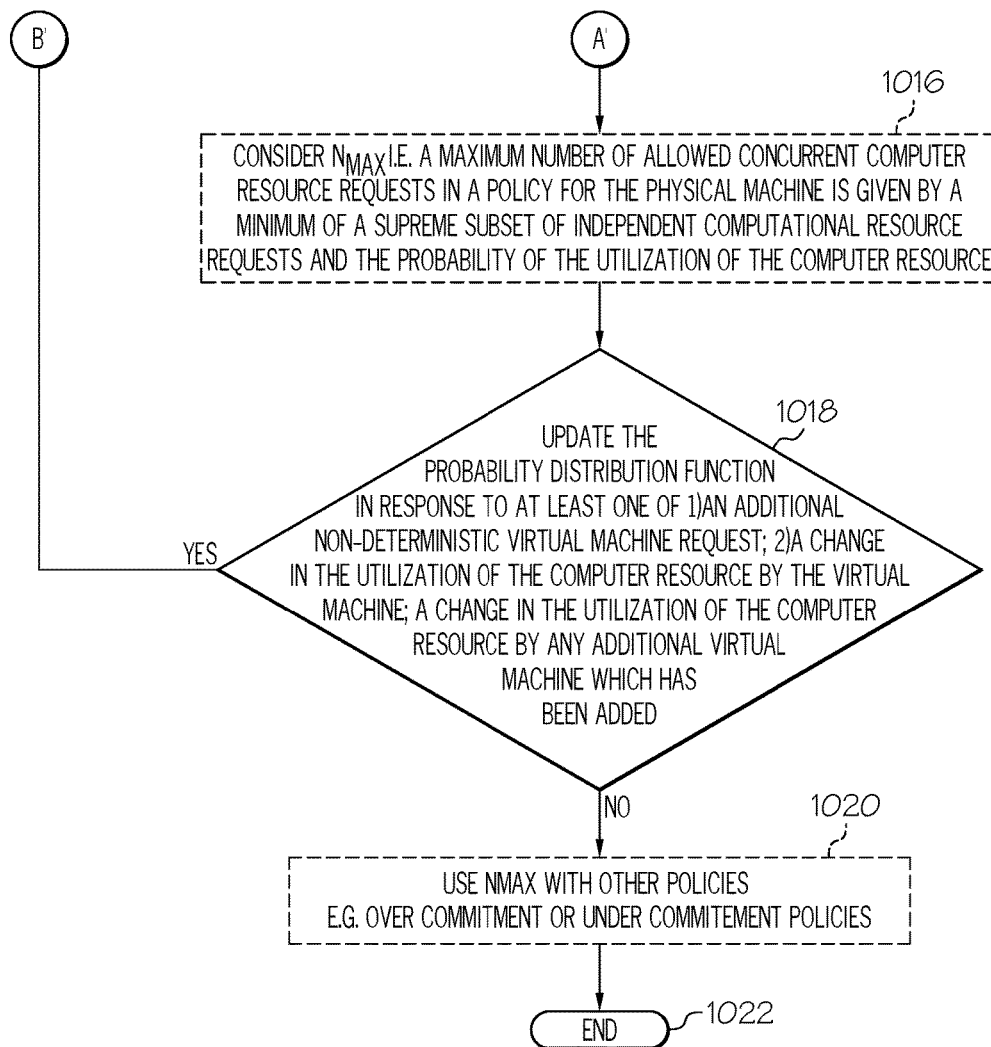 B'
A'
1016
CONSIDER NMAX I.E. A MAXIMUM NUMBER OF ALLOWED CONCURRENT COMPUTER
RESOURCE REQUESTS IN A POLICY FOR THE PHYSICAL MACHINE IS GIVEN BY A
MINIMUM OF A SUPREME SUBSET OF INDEPENDENT COMPUTATIONAL RESOURCE
REQUESTS AND THE PROBABILITY OF THE UTILIZATION OF THE COMPUTER RESOURCE
1018
UPDATE THE
PROBABILITY DISTRIBUTION FUNCTION
IN RESPONSE TO AT LEAST ONE OF 1)AN ADDITIONAL
NON-DETERMINISTIC VIRTUAL MACHINE REQUEST; 2)A CHANGE
IN THE UTILIZATION OF THE COMPUTER RESOURCE BY THE VIRTUAL
MACHINE; A CHANGE IN THE UTILIZATION OF THE COMPUTER
RESOURCE BY ANY ADDITIONAL VIRTUAL
MACHINE WHICH HAS
BEEN ADDED
YES
NO
1020
USE NMAX WITH OTHER POLICIES
E.G. OVER COMMITMENT OR UNDER COMMITEMENT POLICIES
END
1022